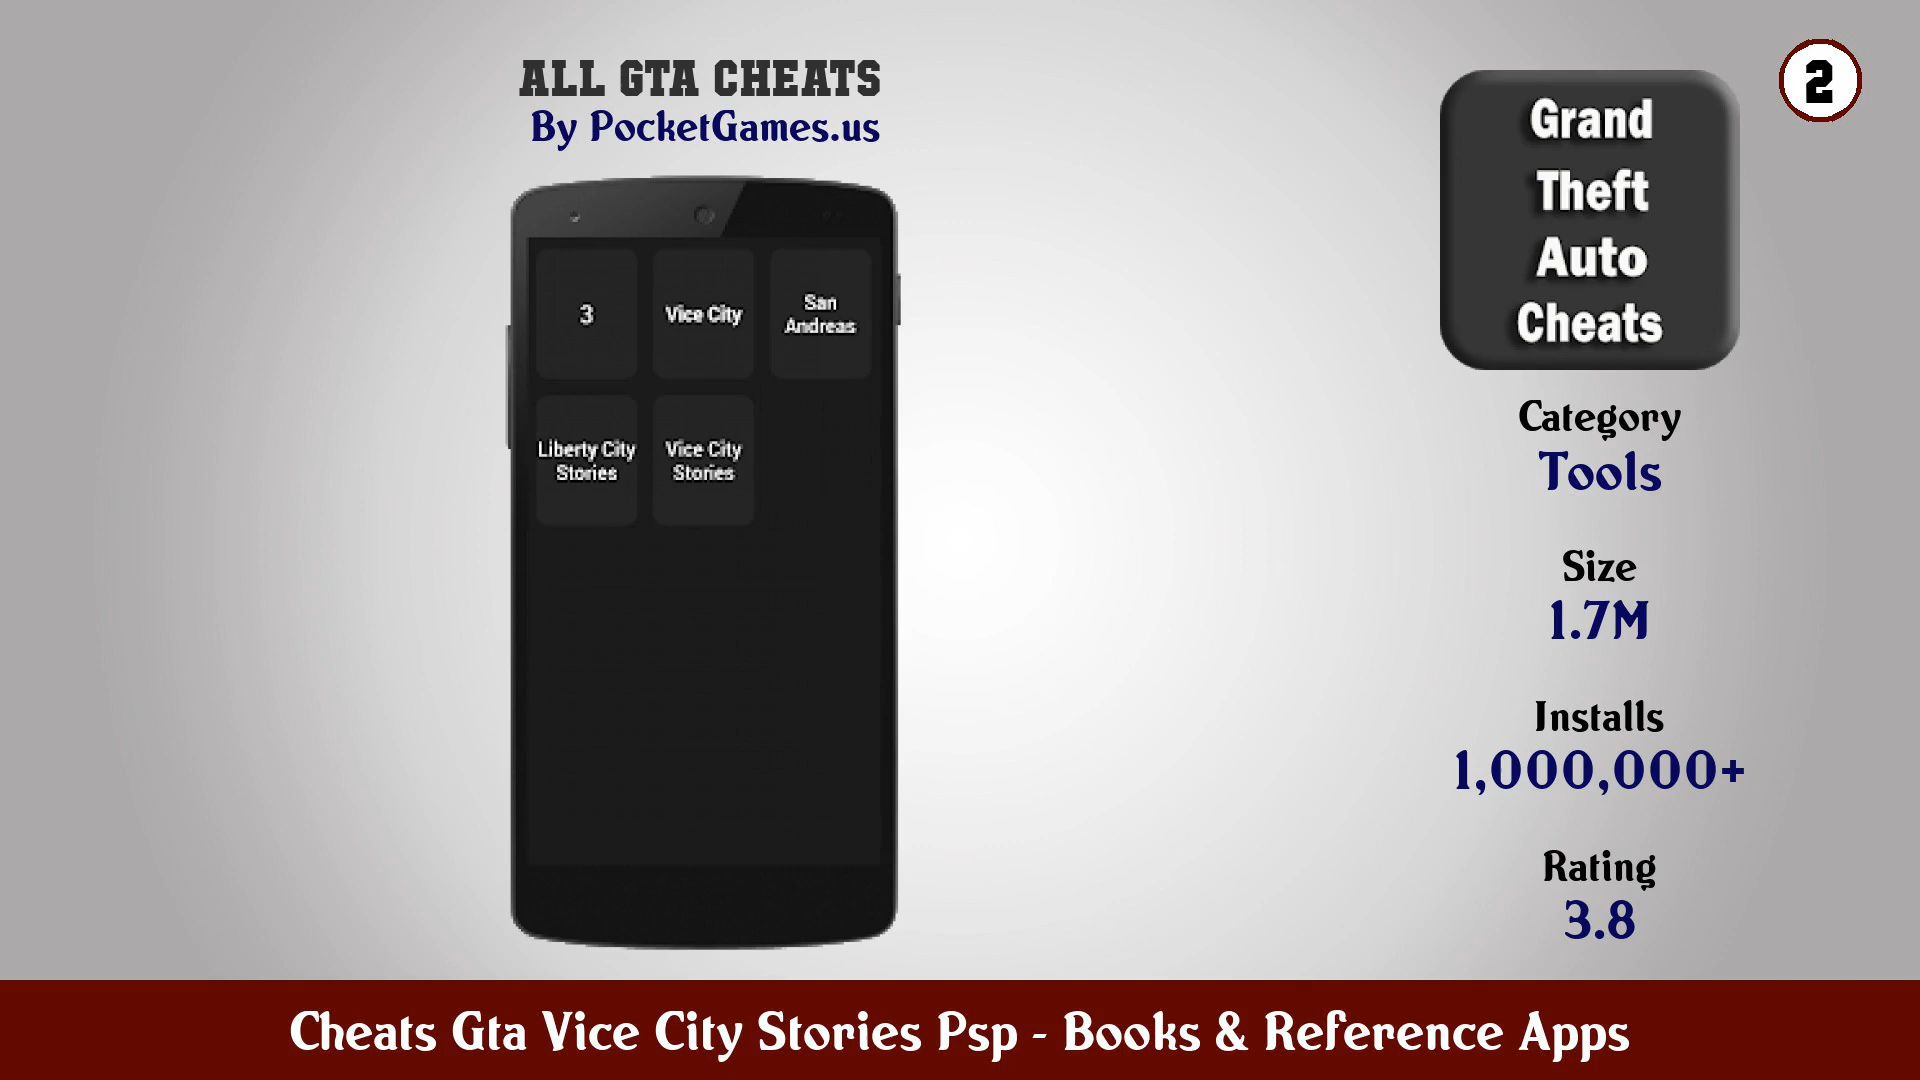 ALL GTA CHEATS
By PocketGames.us
3
Vice City
San
Andreas
Liberty City
Stories
Vice City
Stories
2
Grand
Theft
Auto
Cheats
Category
Tools
Size
1.7M
Installs
1,000,000+
Rating
3.8
Cheats Gta Vice City Stories Psp - Books & Reference Apps